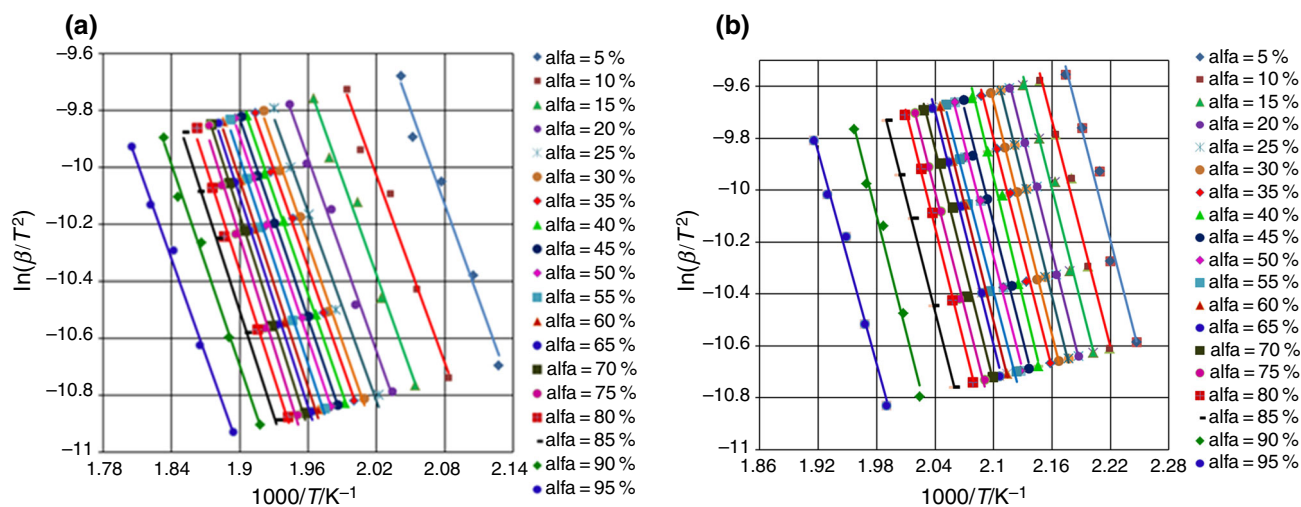 (a)
ln(β/T²)
−9.6
−9.8
−10
−10.2
−10.4
−10.6
−10.8
−11
1.78 1.84 1.9 1.96 2.02 2.08 2.14
1000/T/K⁻¹
alfa = 5 %
alfa = 10 %
alfa = 15 %
alfa = 20 %
alfa = 25 %
alfa = 30 %
alfa = 35 %
alfa = 40 %
alfa = 45 %
alfa = 50 %
alfa = 55 %
alfa = 60 %
alfa = 65 %
alfa = 70 %
alfa = 75 %
alfa = 80 %
alfa = 85 %
alfa = 90 %
alfa = 95 %
(b)
ln(β/T²)
−9.6
−9.8
−10
−10.2
−10.4
−10.6
−10.8
−11
1.86 1.92 1.98 2.04 2.1 2.16 2.22 2.28
1000/T/K⁻¹
alfa = 5 %
alfa = 10 %
alfa = 15 %
alfa = 20 %
alfa = 25 %
alfa = 30 %
alfa = 35 %
alfa = 40 %
alfa = 45 %
alfa = 50 %
alfa = 55 %
alfa = 60 %
alfa = 65 %
alfa = 70 %
alfa = 75 %
alfa = 80 %
alfa = 85 %
alfa = 90 %
alfa = 95 %